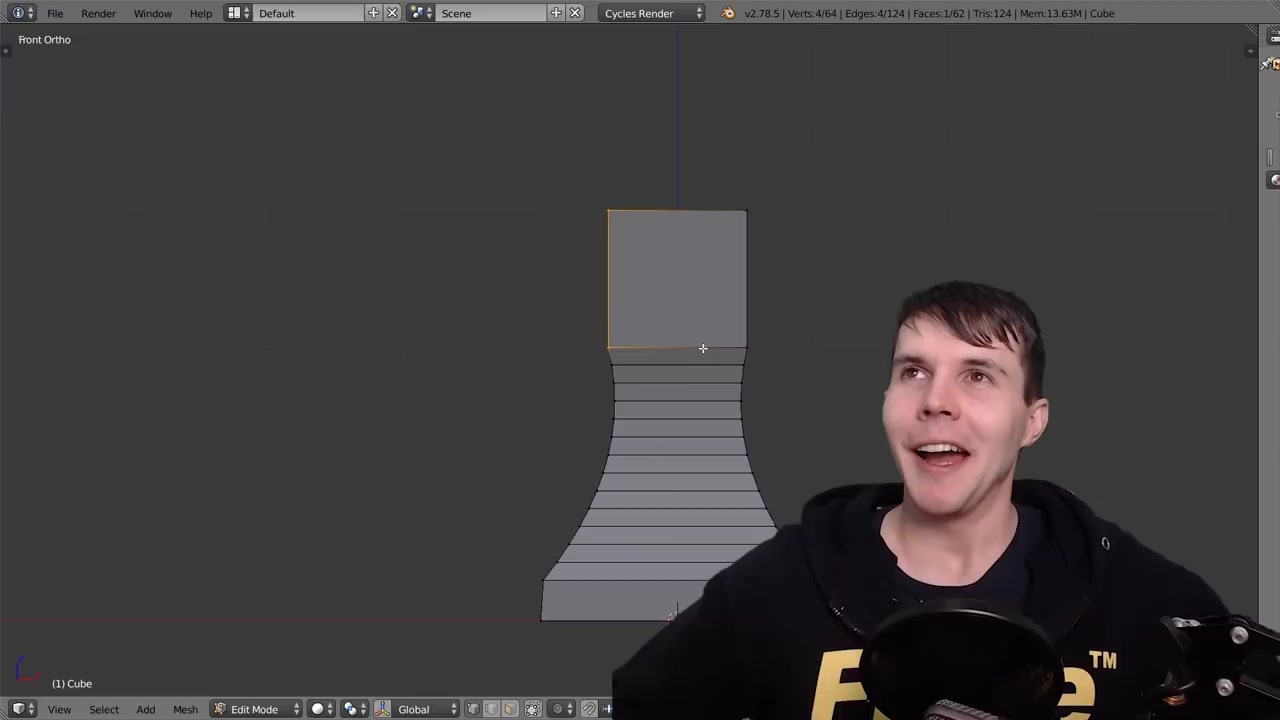 File Render Window Help Default Scene Cycles Render v2.78.5 | Verts:4/64 | Edges:4/124 | Faces:1/62 | Tris:124 | Mem:13.63M | Cube
Front Ortho
TM
(1) Cube
View Select Add Mesh Edit Mode Global